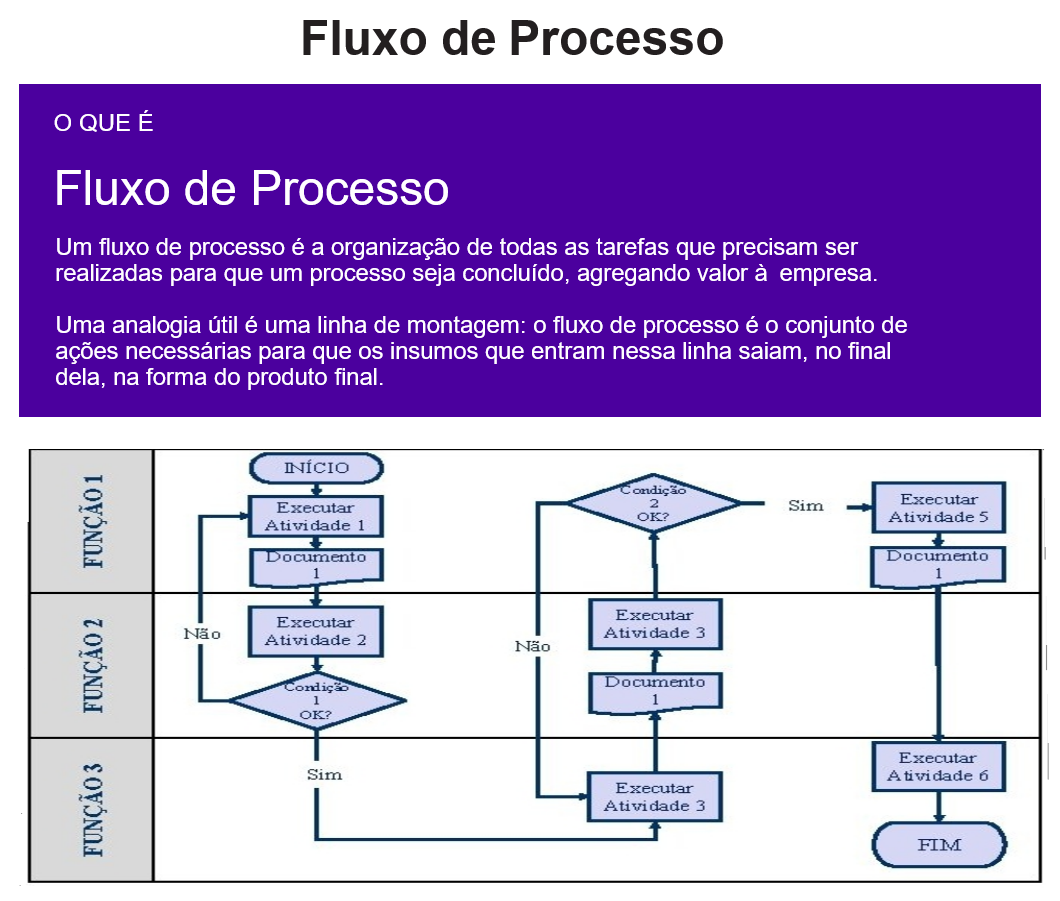 Fluxo de Processo
O QUE É
Fluxo de Processo
Um fluxo de processo é a organização de todas as tarefas que precisam ser
realizadas para que um processo seja concluído, agregando valor à empresa.
Uma analogia útil é uma linha de montagem: o fluxo de processo é o conjunto de
ações necessárias para que os insumos que entram nessa linha saiam, no final
dela, na forma do produto final.
FUNÇÃO 1
INÍCIO
Executar
Atividade 1
Documento
1
Condição
2
OK?
Sim
Executar
Atividade 5
Documento
1
FUNÇÃO 2
Executar
Atividade 2
Não
Condição
1
OK?
Executar
Atividade 3
Não
Documento
1
FUNÇÃO 3
Sim
Executar
Atividade 3
Executar
Atividade 6
FIM